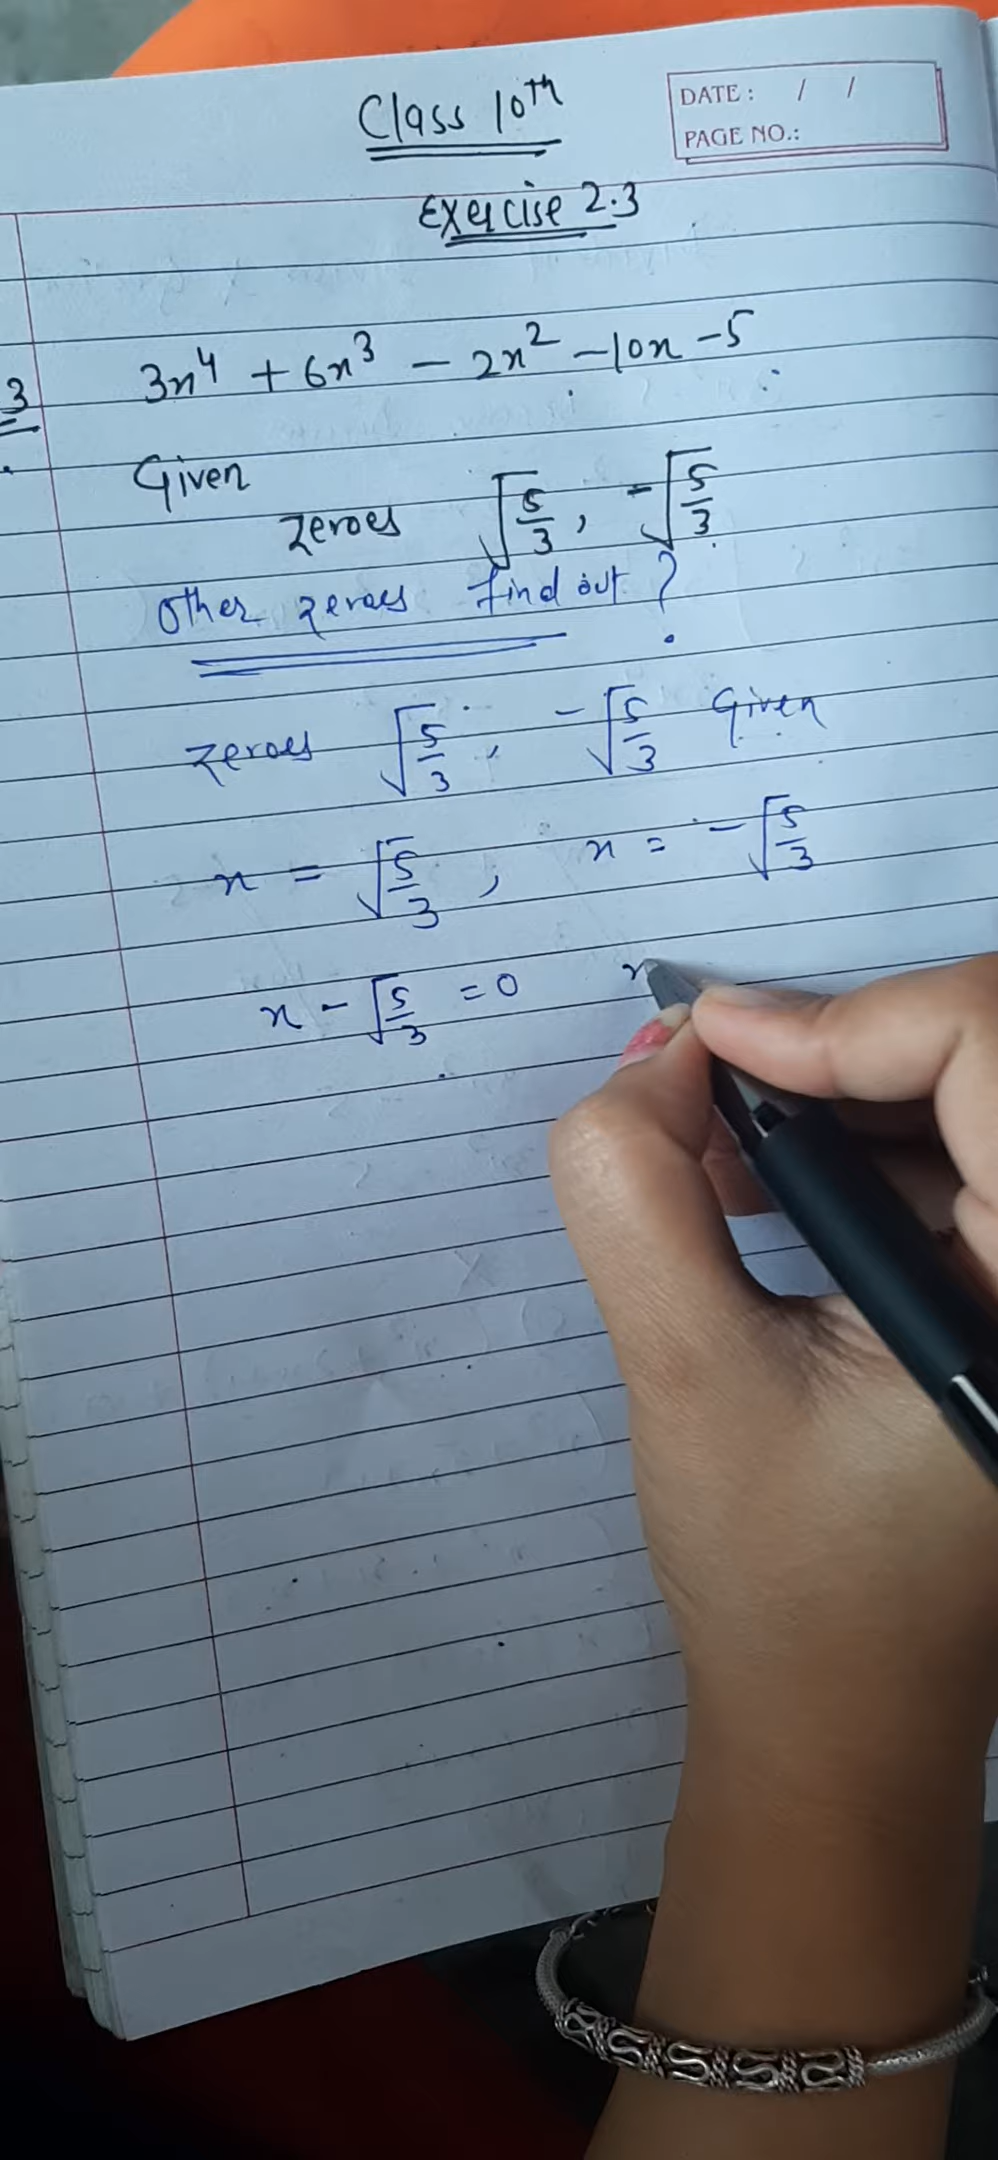 Class 10th
DATE : / /
PAGE NO.:
Exercise 2.3
3 3x⁴ + 6x³ - 2x² - 10x - 5
Given
zeroes √5/3, -√5/3
Other zeroes find out ?
zeroes √5/3, -√5/3 Given
x = √5/3, x = -√5/3
x - √5/3 = 0 x